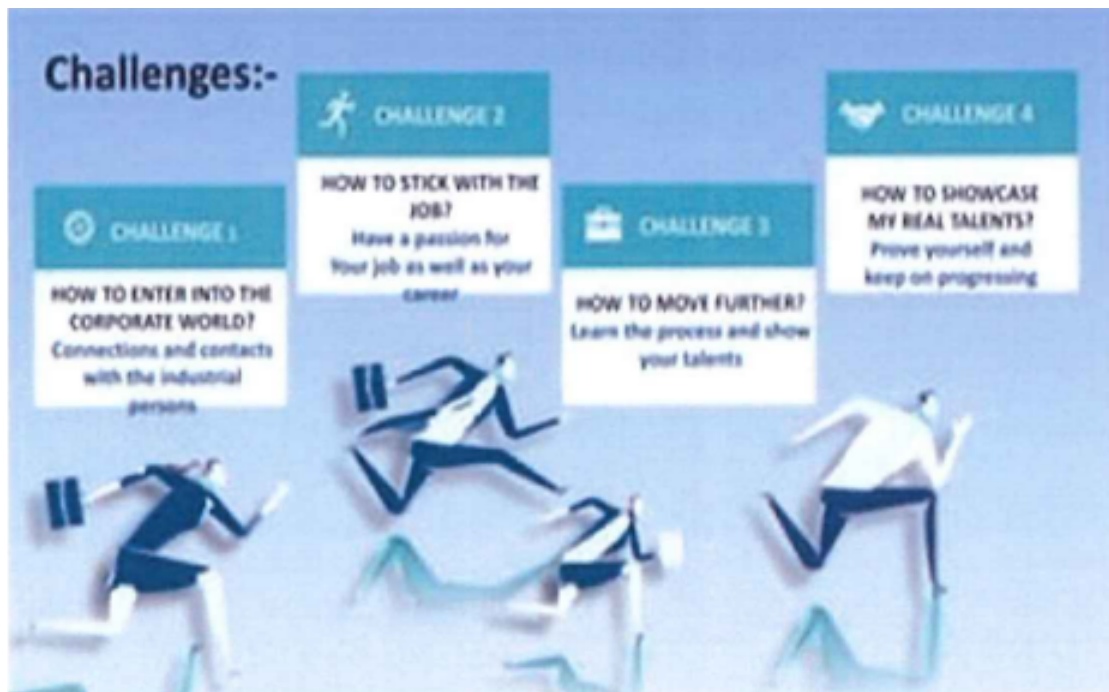 Challenges:-
CHALLENGE 1
HOW TO ENTER INTO THE
CORPORATE WORLD?
Connections and contacts
with the industrial
persons
CHALLENGE 2
HOW TO STICK WITH THE
JOB?
Have a passion for
Your job as well as your
career
CHALLENGE 3
HOW TO MOVE FURTHER?
Learn the process and show
your talents
CHALLENGE 4
HOW TO SHOWCASE
MY REAL TALENTS?
Prove yourself and
keep on progressing